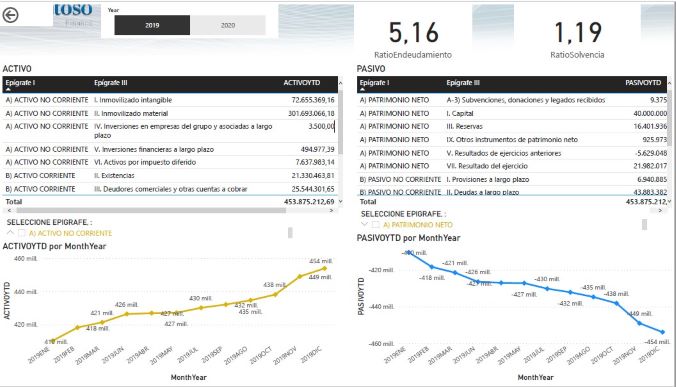 toso
Finance
Year
2019
2020
5,16
RatioEndeudamiento
1,19
RatioSolvencia
ACTIVO
Epígrafe I Epígrafe III ACTIVOYTD
A) ACTIVO NO CORRIENTE I. Inmovilizado intangible 72.655.369,16
A) ACTIVO NO CORRIENTE II. Inmovilizado material 301.693.066,18
A) ACTIVO NO CORRIENTE IV. Inversiones en empresas del grupo y asociadas a largo 3.500,00
plazo
A) ACTIVO NO CORRIENTE V. Inversiones financieras a largo plazo 494.977,39
A) ACTIVO NO CORRIENTE VI. Activos por impuesto diferido 7.637.983,14
B) ACTIVO CORRIENTE II. Existencias 21.330.463,81
B) ACTIVO CORRIENTE III. Deudores comerciales y otras cuentas a cobrar 25.544.301,65
Total 453.875.212,69
PASIVO
Epígrafe I Epígrafe III PASIVOYTD
A) PATRIMONIO NETO A-3) Subvenciones, donaciones y legados recibidos 9.375
A) PATRIMONIO NETO I. Capital 40.000.000
A) PATRIMONIO NETO III. Reservas 16.401.936
A) PATRIMONIO NETO IX. Otros instrumentos de patrimonio neto 925.973
A) PATRIMONIO NETO V. Resultados de ejercicios anteriores -5.629.048
A) PATRIMONIO NETO VII. Resultado del ejercicio 21.982.017
B) PASIVO NO CORRIENTE I. Provisiones a largo plazo 6.940.885
B) PASIVO NO CORRIENTE II. Deudas a largo plazo 43.883.382
Total 453.875.212,
SELECCIONE EPIGRAFE. :
A) ACTIVO NO CORRIENTE
SELECCIONE EPIGRAFE. :
A) PATRIMONIO NETO
ACTIVOYTD por MonthYear
ACTIVOYTD
460 mill.
440 mill.
420 mill.
410 mill.
418 mill.
421 mill.
426 mill.
427 mill.
427 mill.
430 mill.
432 mill.
435 mill.
438 mill.
449 mill.
454 mill.
2019ENE
2019FEB
2019MAR
2019JUN
2019ABR
2019MAY
2019JUL
2019SEP
2019AGO
2019OCT
2019NOV
2019DIC
MonthYear
PASIVOYTD por MonthYear
PASIVOYTD
-420 mill.
-440 mill.
-460 mill.
-410 mill.
-418 mill.
-421 mill.
-426 mill.
-427 mill.
-427 mill.
-430 mill.
-432 mill.
-435 mill.
-438 mill.
-449 mill.
-454 mill.
2019ENE
2019FEB
2019MAR
2019JUN
2019ABR
2019MAY
2019JUL
2019SEP
2019AGO
2019OCT
2019NOV
2019DIC
MonthYear